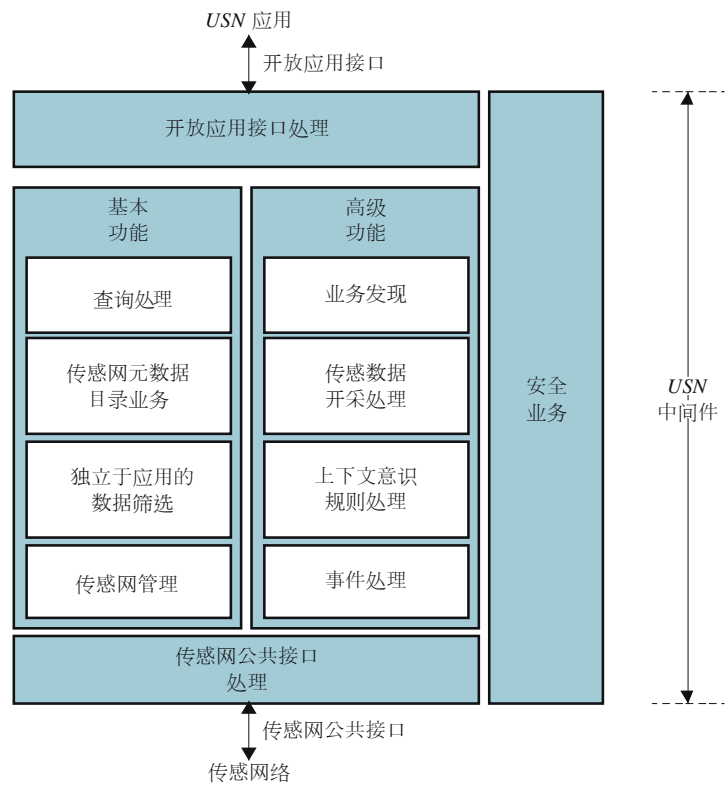 USN 应用
开放应用接口
开放应用接口处理
基本
功能
查询处理
传感网元数据
目录业务
独立于应用的
数据筛选
传感网管理
高级
功能
业务发现
传感数据
开采处理
上下文意识
规则处理
事件处理
安全
业务
USN
中间件
传感网公共接口
处理
传感网公共接口
传感网络